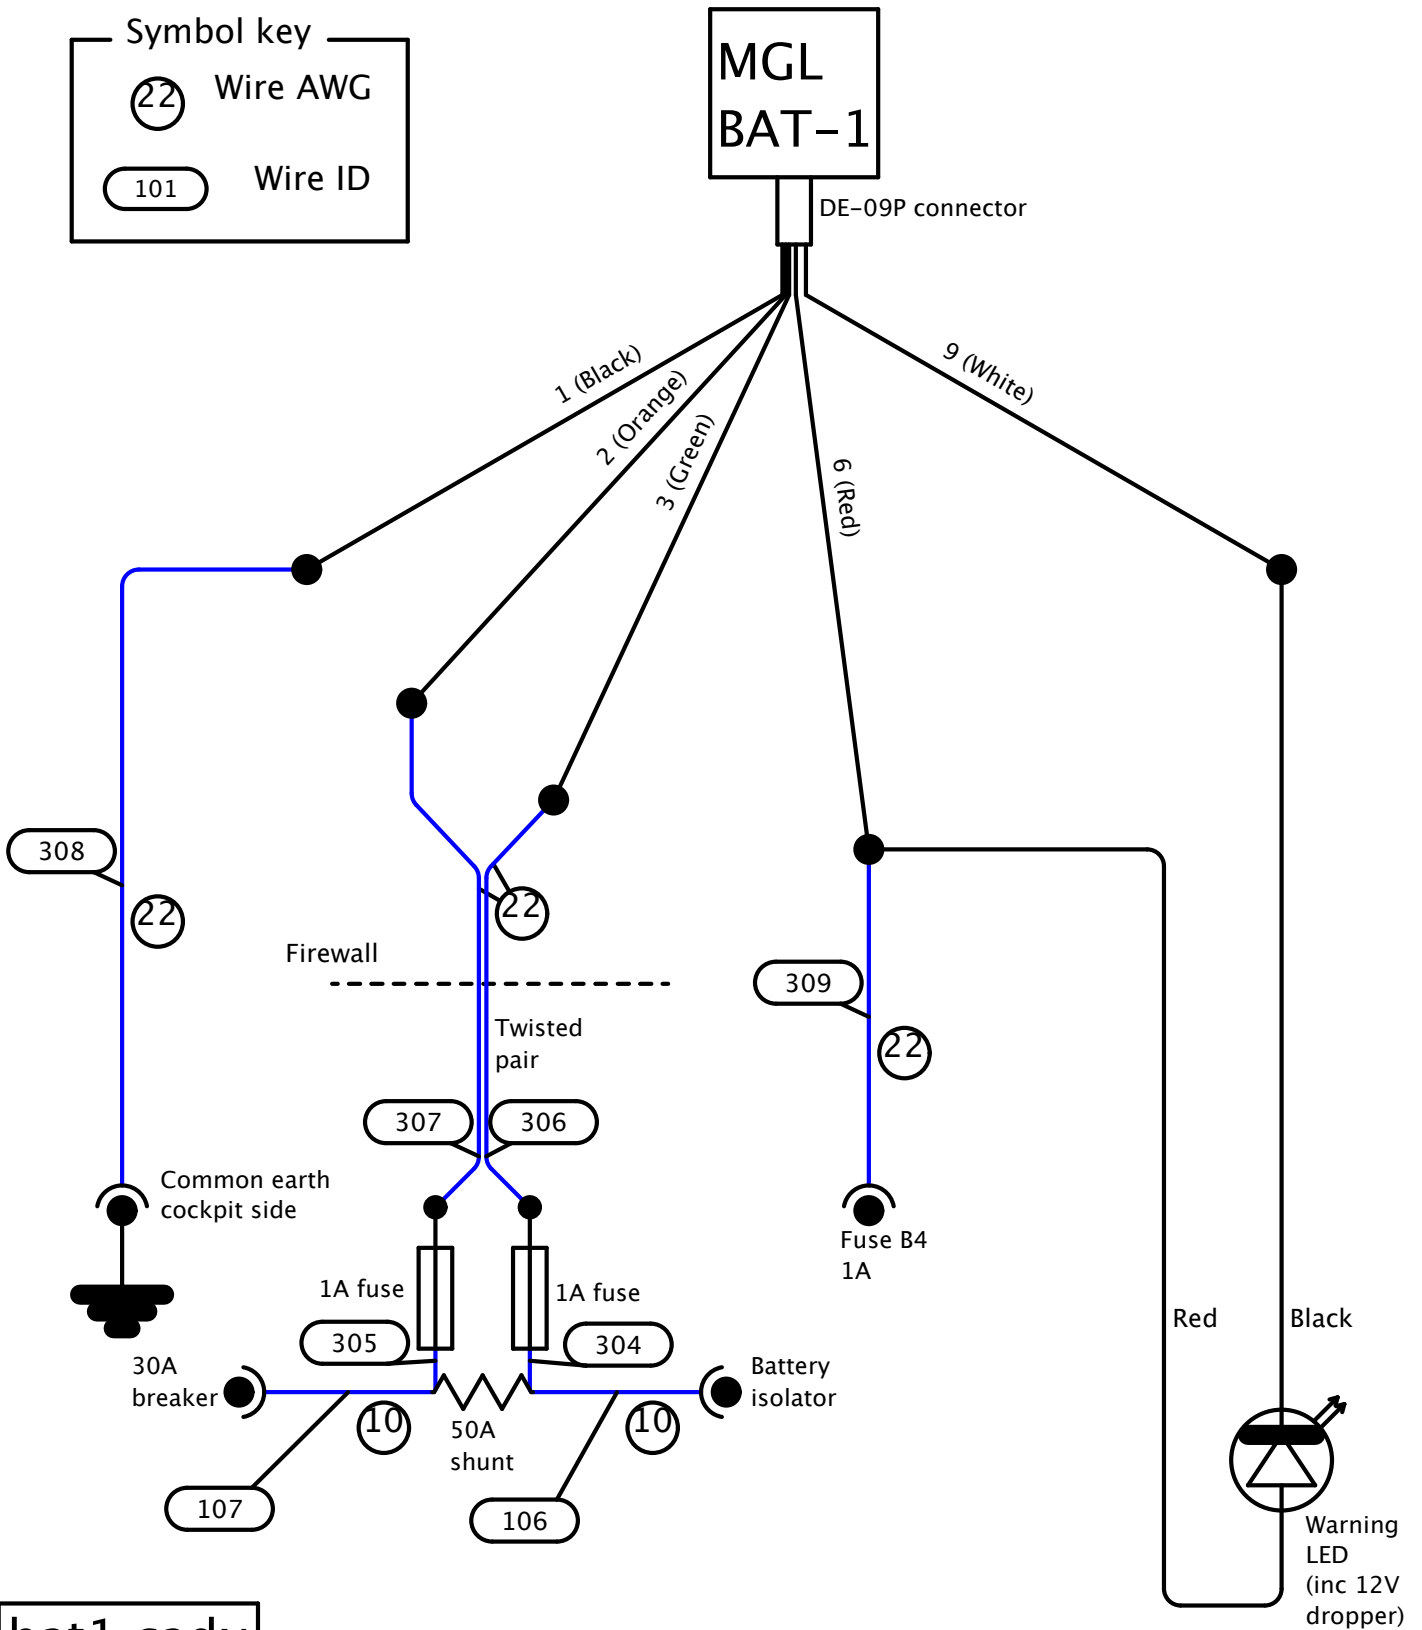 Symbol key
22
Wire AWG
101
Wire ID
MGL
BAT-1
DE-09P connector
1 (Black)
2 (Orange)
3 (Green)
6 (Red)
9 (White)
308
22
22
Firewall
309
22
Twisted
pair
307
306
Common earth
cockpit side
Fuse B4
1A
1A fuse
1A fuse
305
304
Red
Black
30A
breaker
10
50A
shunt
10
Battery
isolator
107
106
Warning
LED
(inc 12V
dropper)